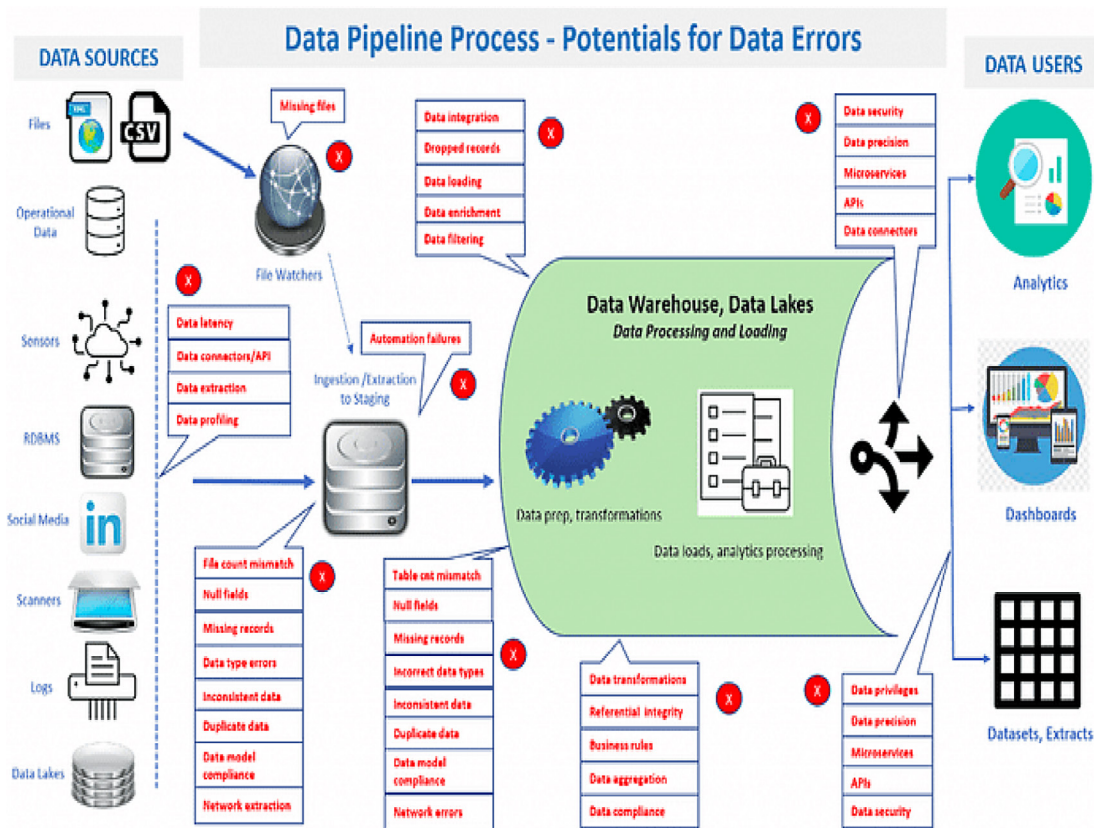 Data Pipeline Process - Potentials for Data Errors
DATA SOURCES
DATA USERS
Files
XML
CSV
Missing files
X
File Watchers
Operational
Data
Sensors
RDBMS
Social Media
in
Scanners
Logs
Data Lakes
X
Data latency
Data connectors/API
Data extraction
Data profiling
Automation failures
X
Ingestion /Extraction
to Staging
File count mismatch
X
Null fields
Missing records
Data type errors
Inconsistent data
Duplicate data
Data model
compliance
Network extraction
Data integration
X
Dropped records
Data loading
Data enrichment
Data filtering
Data Warehouse, Data Lakes
Data Processing and Loading
Data prep, transformations
Data loads, analytics processing
Table cnt mismatch
Null fields
Missing records
X
Incorrect data types
Inconsistent data
Duplicate data
Data model
compliance
Network errors
Data transformations
X
Referential integrity
Business rules
Data aggregation
Data compliance
X
Data security
Data precision
Microservices
APIs
Data connectors
X
Data privileges
Data precision
Microservices
APIs
Data security
Analytics
Dashboards
Datasets, Extracts